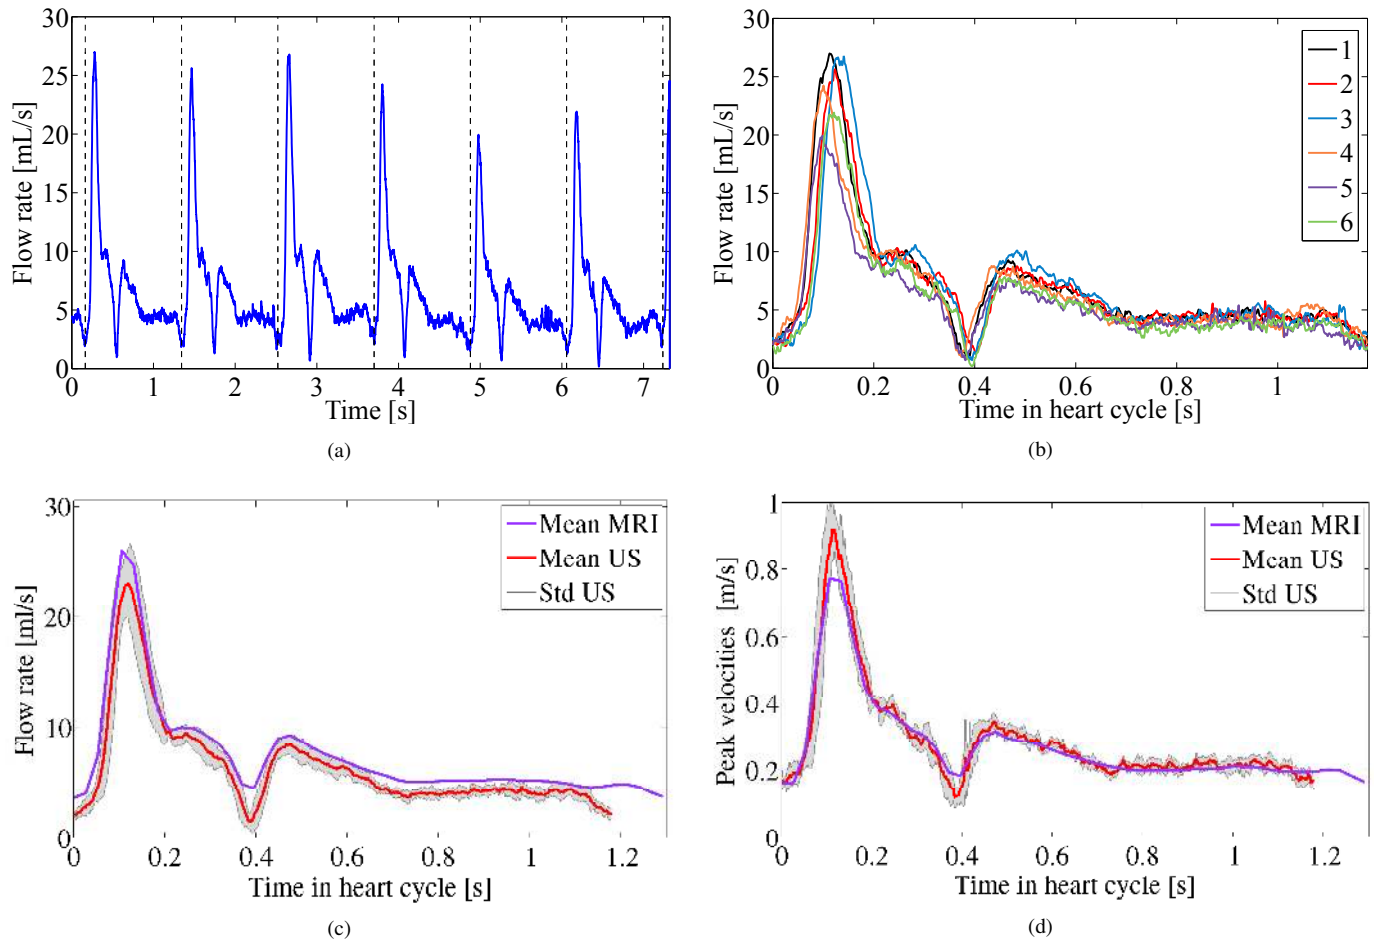 30
25
20
15
10
5
0
Flow rate [mL/s]
0 1 2 3 4 5 6 7
Time [s]
(a)
30
25
20
15
10
5
0
Flow rate [mL/s]
1
2
3
4
5
6
0 0.2 0.4 0.6 0.8 1
Time in heart cycle [s]
(b)
30
20
10
0
Flow rate [ml/s]
Mean MRI
Mean US
Std US
0 0.2 0.4 0.6 0.8 1 1.2
Time in heart cycle [s]
(c)
1
0.8
0.6
0.4
0.2
0
Peak velocities [m/s]
Mean MRI
Mean US
Std US
0 0.2 0.4 0.6 0.8 1 1.2
Time in heart cycle [s]
(d)